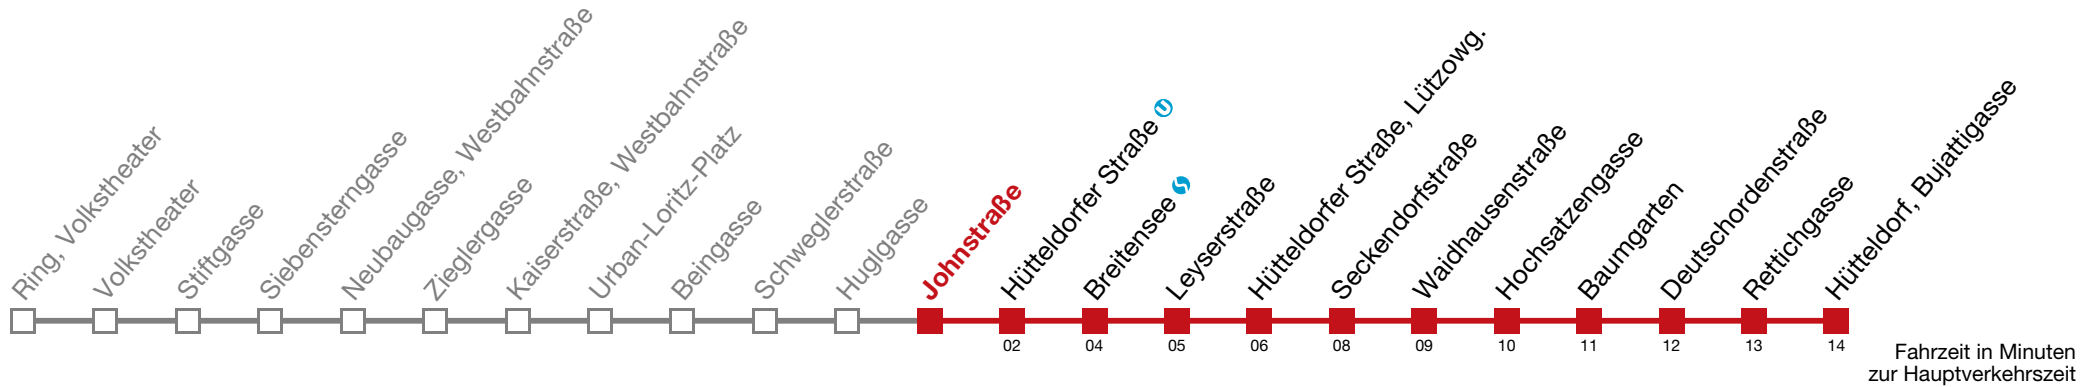 Ring, Volkstheater
Volkstheater
Stiftgasse
Siebensterngasse
Neubaugasse, Westbahnstraße
Zieglergasse
Kaiserstraße, Westbahnstraße
Urban-Loritz-Platz
Beingasse
Schweglerstraße
Huglgasse
Johnstraße
Hütteldorfer Straße U
Breitensee S
Leyserstraße
Hütteldorfer Straße, Lützowg.
Seckendorfstraße
Waidhausenstraße
Hochsatzengasse
Baumgarten
Deutschordenstraße
Rettichgasse
Hütteldorf, Bujattigasse
02 04 05 06 08 09 10 11 12 13 14
Fahrzeit in Minuten
zur Hauptverkehrszeit